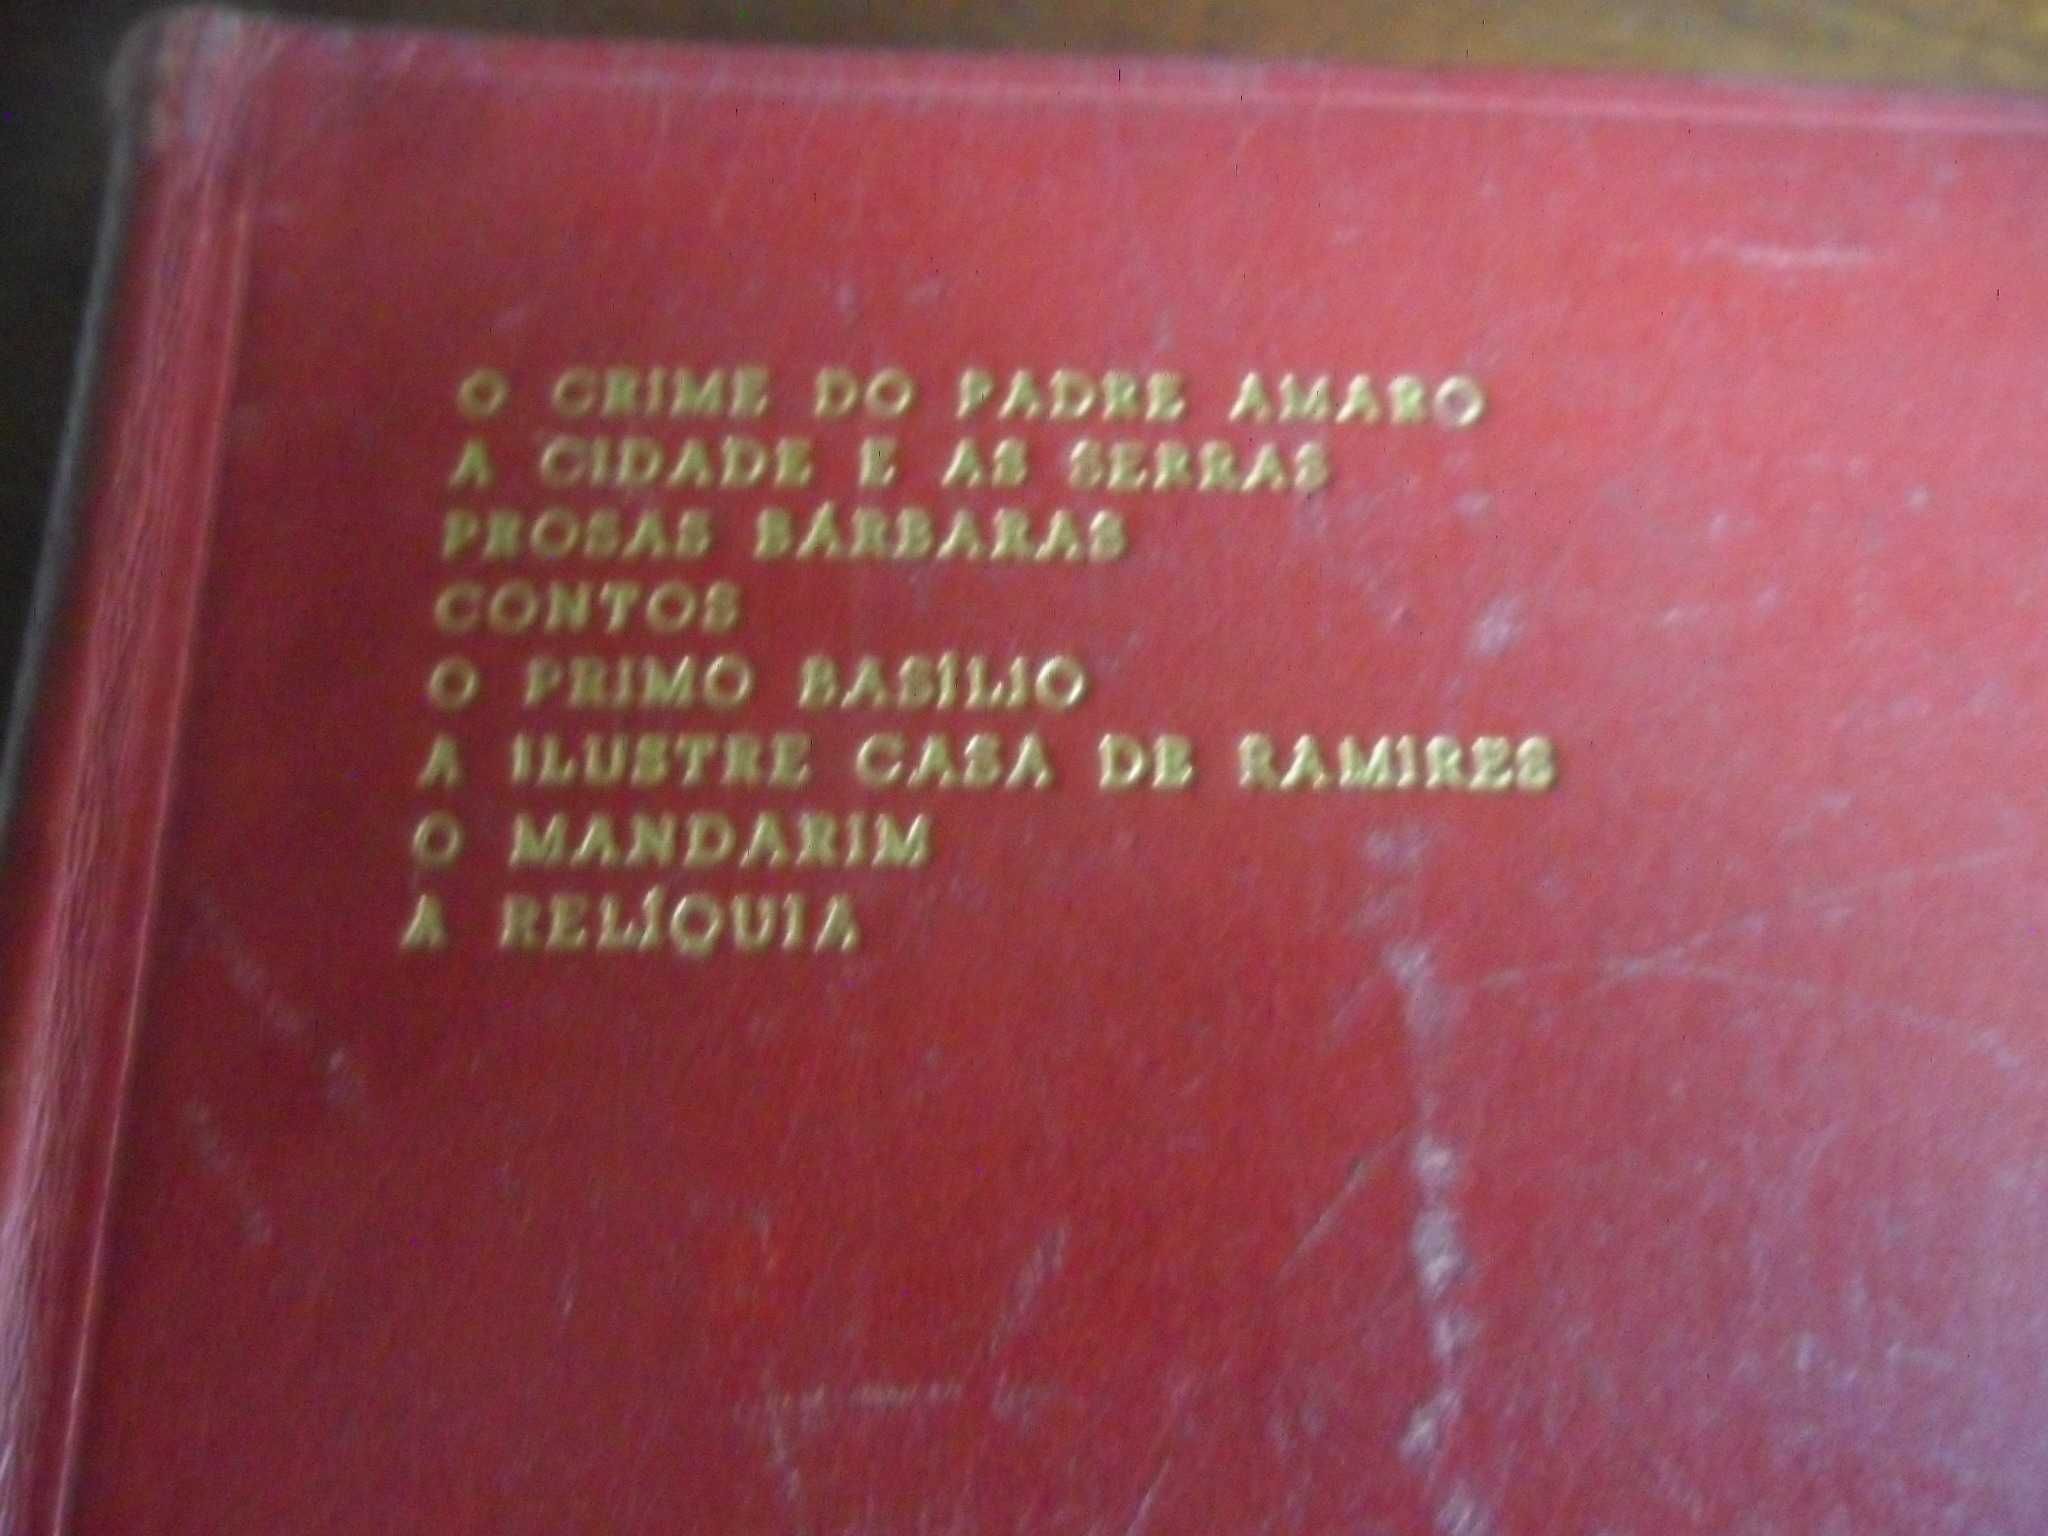 O CRIME DO PADRE AMARO
A CIDADE E AS SERRAS
PROSAS BÁRBARAS
CONTOS
O PRIMO BASÍLIO
A ILUSTRE CASA DE RAMIRES
O MANDARIM
A RELÍQUIA